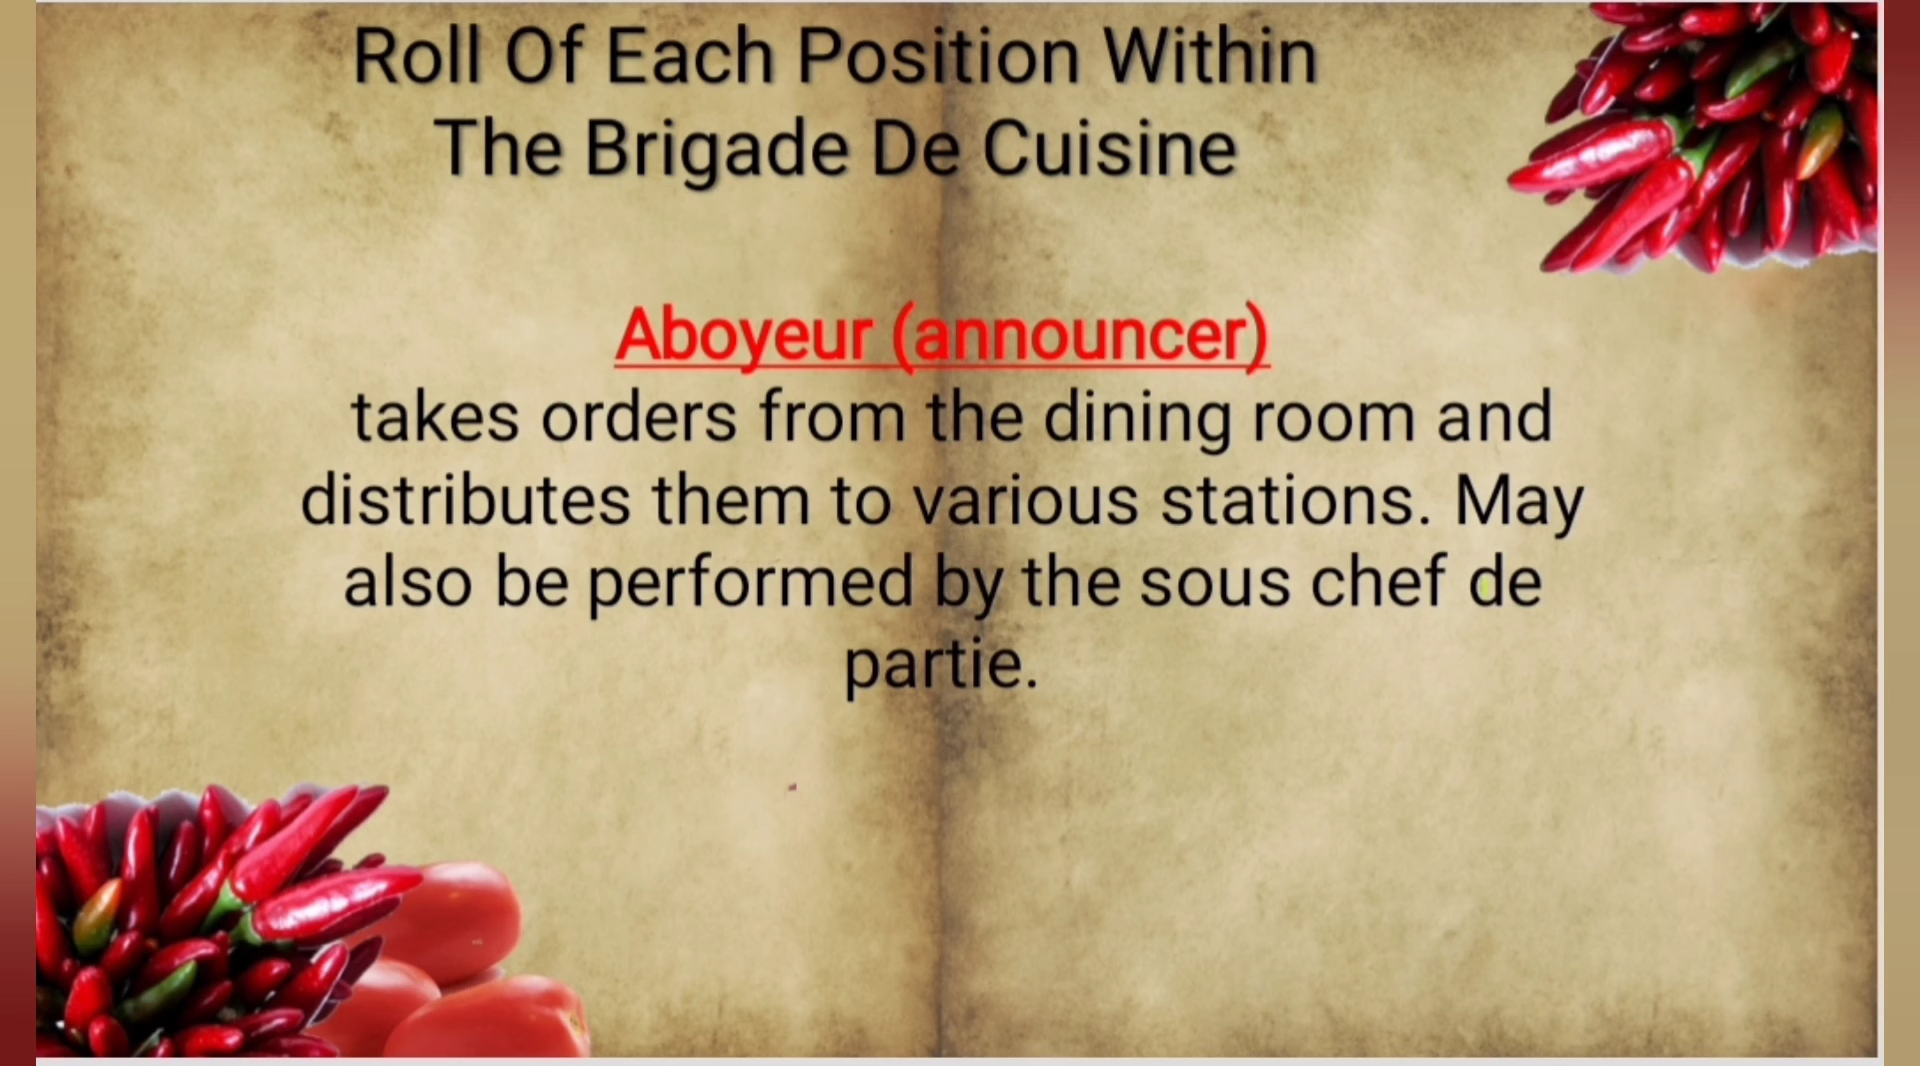 Roll Of Each Position Within
The Brigade De Cuisine
Aboyeur (announcer)
takes orders from the dining room and
distributes them to various stations. May
also be performed by the sous chef de
partie.